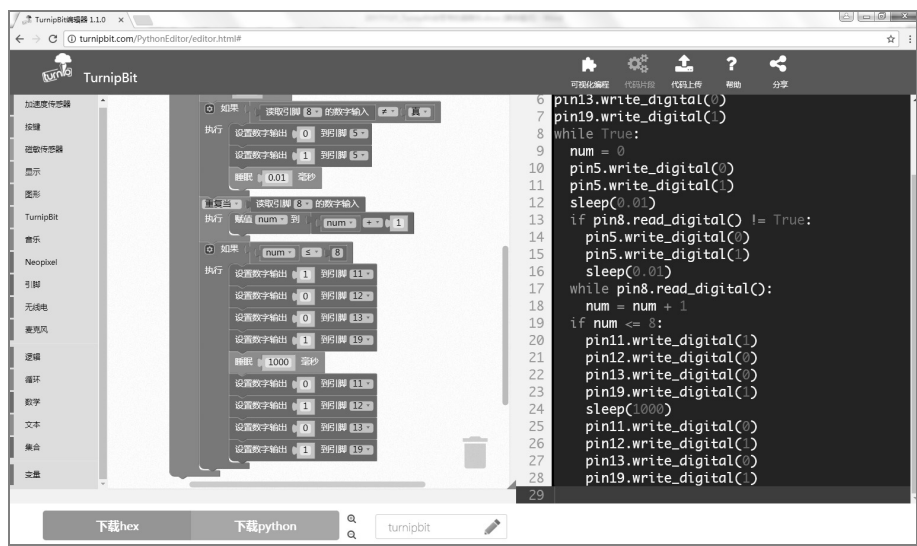 TurnipBit编辑器 1.1.0 ×
turnipbit.com/PythonEditor/editor.html#
turnip TurnipBit
可视化编程 代码片段 代码上传 帮助 分享
加速度传感器
按键
磁敏传感器
显示
图形
TurnipBit
音乐
Neopixel
引脚
无线电
麦克风
逻辑
循环
数学
文本
集合
变量
如果 读取引脚 8 的数字输入 ≠ 真
执行 设置数字输出 0 到引脚 5
设置数字输出 1 到引脚 5
睡眠 0.01 毫秒
重复当 读取引脚 8 的数字输入
执行 赋值 num 到 num + 1
如果 num ≤ 8
执行 设置数字输出 1 到引脚 11
设置数字输出 0 到引脚 12
设置数字输出 0 到引脚 13
设置数字输出 1 到引脚 19
睡眠 1000 毫秒
设置数字输出 0 到引脚 11
设置数字输出 1 到引脚 12
设置数字输出 0 到引脚 13
设置数字输出 1 到引脚 19
6 pin13.write_digital(0)
7 pin19.write_digital(1)
8 while True:
9 num = 0
10 pin5.write_digital(0)
11 pin5.write_digital(1)
12 sleep(0.01)
13 if pin8.read_digital() != True:
14 pin5.write_digital(0)
15 pin5.write_digital(1)
16 sleep(0.01)
17 while pin8.read_digital():
18 num = num + 1
19 if num <= 8:
20 pin11.write_digital(1)
21 pin12.write_digital(0)
22 pin13.write_digital(0)
23 pin19.write_digital(1)
24 sleep(1000)
25 pin11.write_digital(0)
26 pin12.write_digital(1)
27 pin13.write_digital(0)
28 pin19.write_digital(1)
29
下载hex 下载python turnipbit